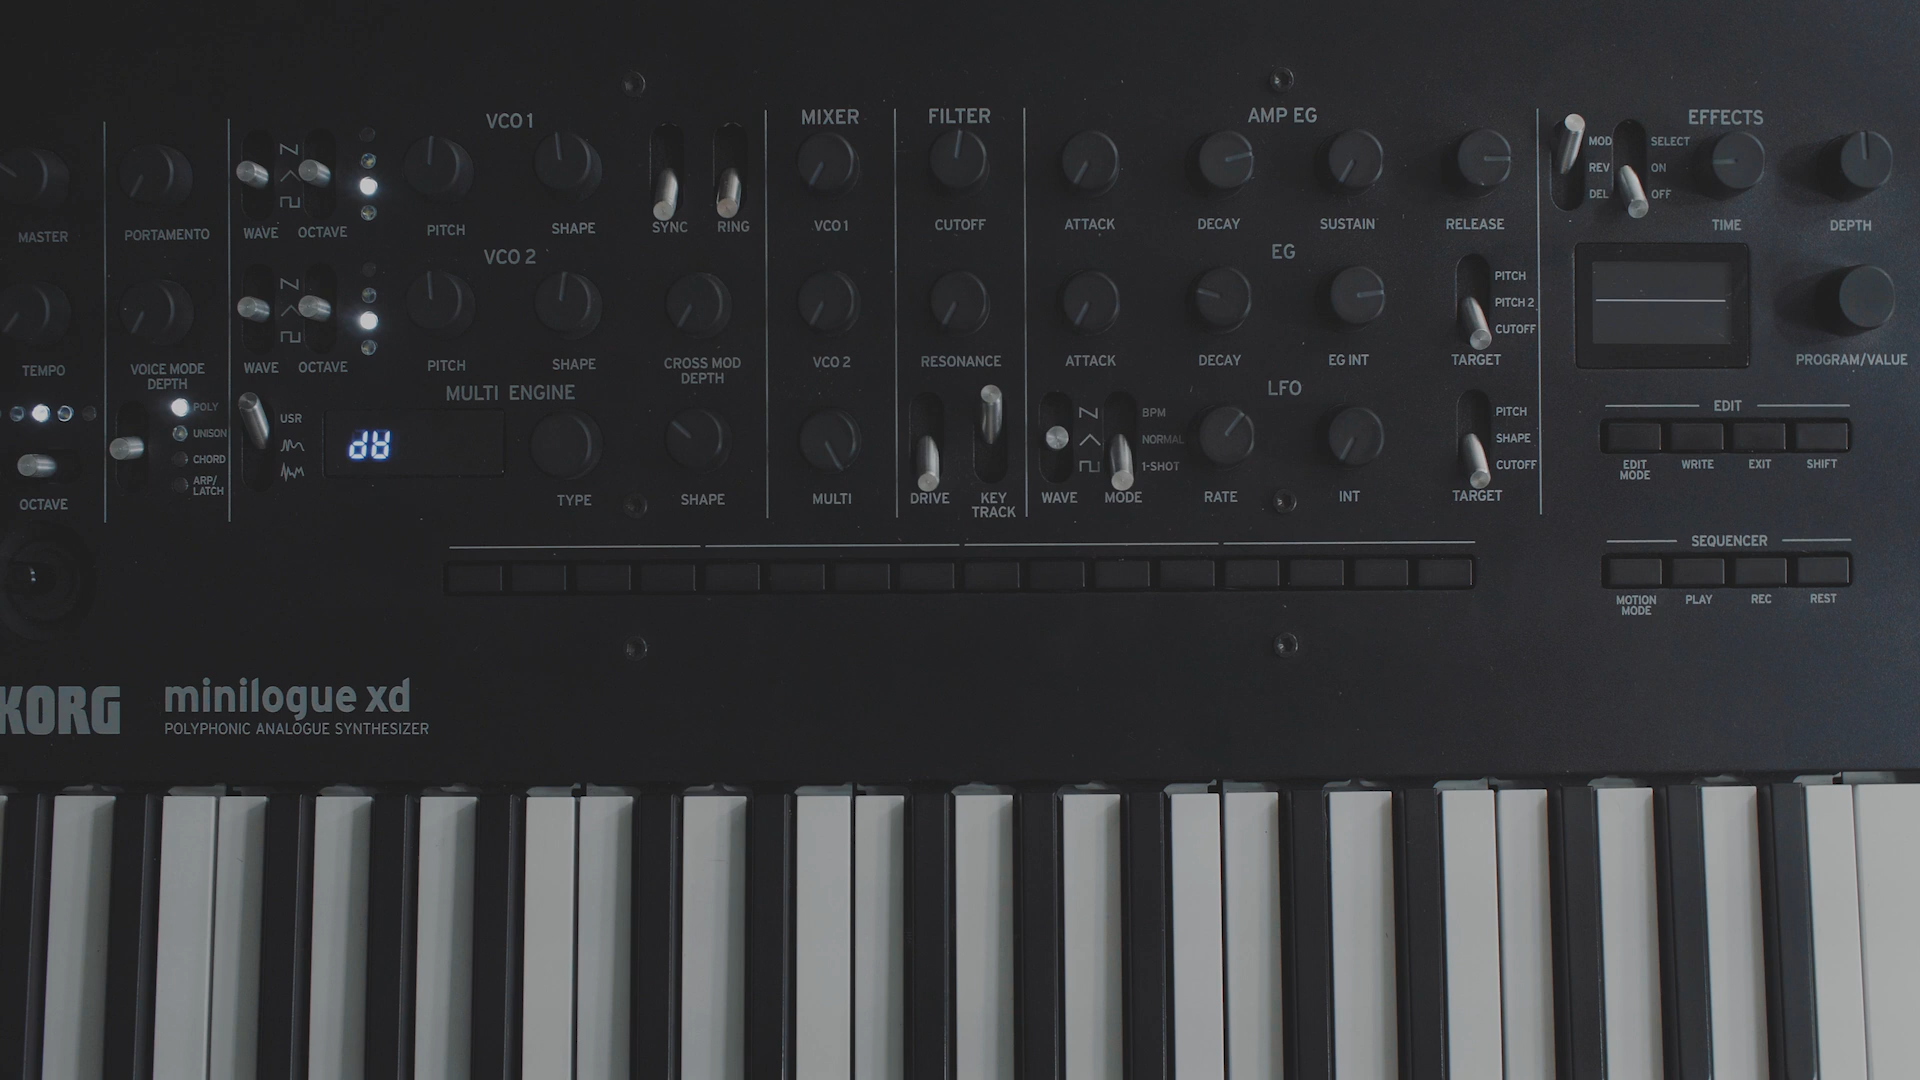 VCO 1
MIXER
FILTER
AMP EG
EFFECTS
MOD
REV
DEL
SELECT
ON
OFF
MASTER
PORTAMENTO
WAVE
OCTAVE
PITCH
SHAPE
SYNC
RING
VCO 1
CUTOFF
ATTACK
DECAY
SUSTAIN
RELEASE
TIME
DEPTH
VCO 2
EG
PITCH
PITCH 2
CUTOFF
TEMPO
VOICE MODE
DEPTH
WAVE
OCTAVE
PITCH
SHAPE
CROSS MOD
DEPTH
VCO 2
RESONANCE
ATTACK
DECAY
EG INT
TARGET
PROGRAM/VALUE
MULTI ENGINE
LFO
EDIT
POLY
UNISON
CHORD
ARP/
LATCH
USR
BPM
NORMAL
1-SHOT
PITCH
SHAPE
CUTOFF
OCTAVE
TYPE
SHAPE
MULTI
DRIVE
KEY
TRACK
WAVE
MODE
RATE
INT
TARGET
EDIT
MODE
WRITE
EXIT
SHIFT
SEQUENCER
MOTION
MODE
PLAY
REC
REST
KORG
minilogue xd
POLYPHONIC ANALOGUE SYNTHESIZER